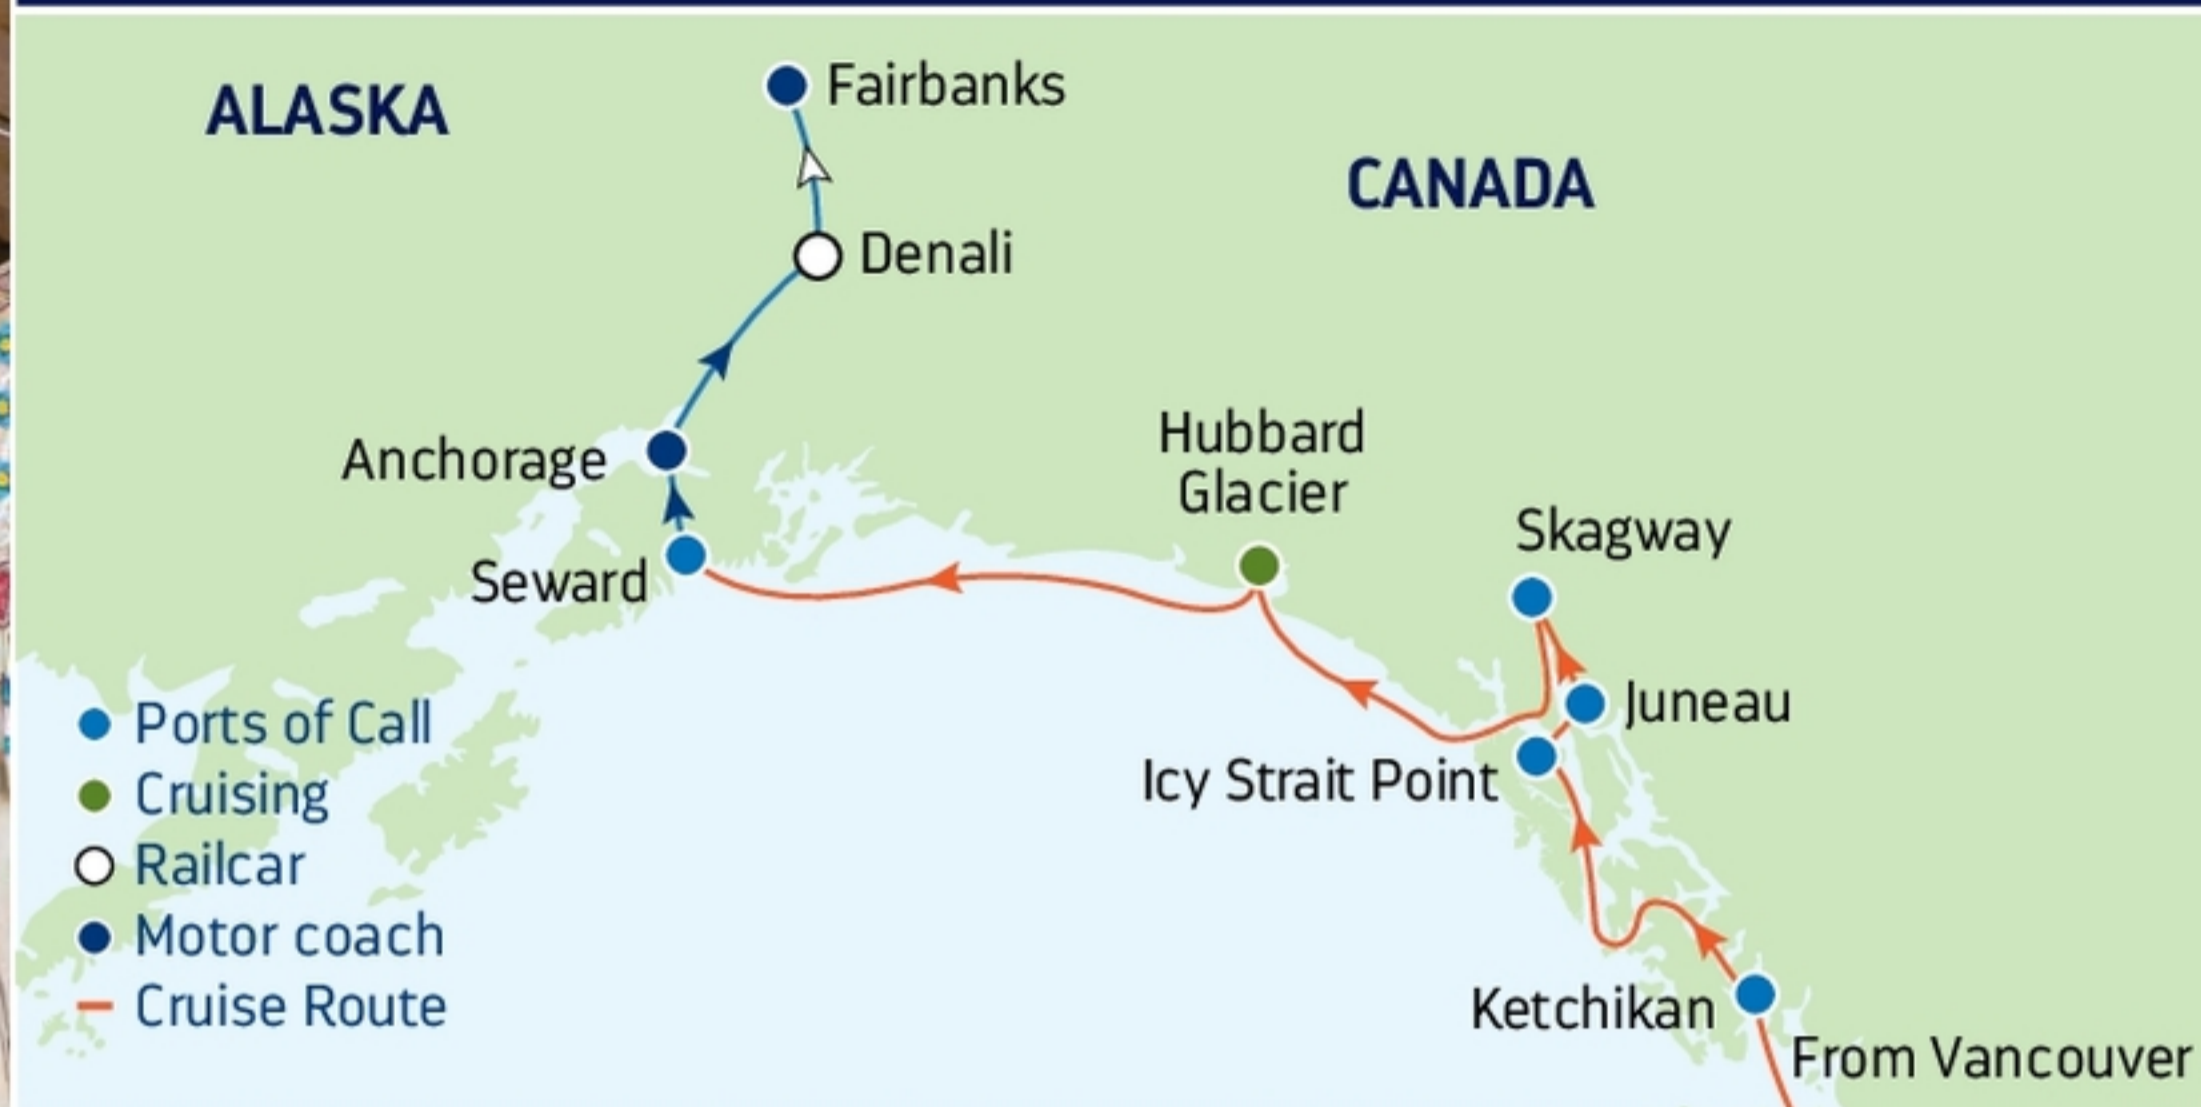 ALASKA
Fairbanks
CANADA
Denali
Anchorage
Hubbard
Glacier
Skagway
Seward
Juneau
Icy Strait Point
Ketchikan
From Vancouver
Ports of Call
Cruising
Railcar
Motor coach
Cruise Route